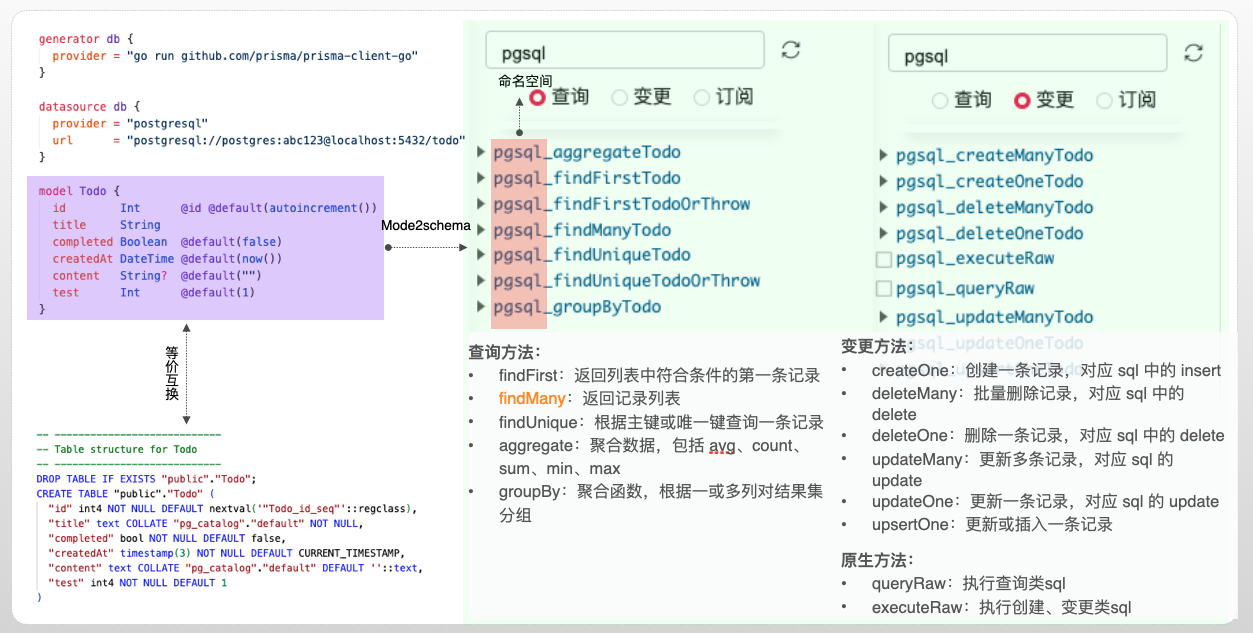 generator db {
provider = "go run github.com/prisma/prisma-client-go"
}
datasource db {
provider = "postgresql"
url = "postgresql://postgres:abc123@localhost:5432/todo"
}
model Todo {
id Int @id @default(autoincrement())
title String
completed Boolean @default(false)
createdAt DateTime @default(now())
content String? @default("")
test Int @default(1)
}
等价互换
-- ----------------------------
-- Table structure for Todo
-- ----------------------------
DROP TABLE IF EXISTS "public"."Todo";
CREATE TABLE "public"."Todo" (
"id" int4 NOT NULL DEFAULT nextval('"Todo_id_seq"'::regclass),
"title" text COLLATE "pg_catalog"."default" NOT NULL,
"completed" bool NOT NULL DEFAULT false,
"createdAt" timestamp(3) NOT NULL DEFAULT CURRENT_TIMESTAMP,
"content" text COLLATE "pg_catalog"."default" DEFAULT ''::text,
"test" int4 NOT NULL DEFAULT 1
)
Mode2schema
pgsql
命名空间
查询 变更 订阅
pgsql_aggregateTodo
pgsql_findFirstTodo
pgsql_findFirstTodoOrThrow
pgsql_findManyTodo
pgsql_findUniqueTodo
pgsql_findUniqueTodoOrThrow
pgsql_groupByTodo
查询方法：
• findFirst：返回列表中符合条件的第一条记录
• findMany：返回记录列表
• findUnique：根据主键或唯一键查询一条记录
• aggregate：聚合数据，包括 avg、count、
sum、min、max
• groupBy：聚合函数，根据一或多列对结果集
分组
pgsql
查询 变更 订阅
pgsql_createManyTodo
pgsql_createOneTodo
pgsql_deleteManyTodo
pgsql_deleteOneTodo
pgsql_executeRaw
pgsql_queryRaw
pgsql_updateManyTodo
pgsql_updateOneTodo
变更方法：
• createOne：创建一条记录，对应 sql 中的 insert
• deleteMany：批量删除记录，对应 sql 中的
delete
• deleteOne：删除一条记录，对应 sql 中的 delete
• updateMany：更新多条记录，对应 sql 的
update
• updateOne：更新一条记录，对应 sql 的 update
• upsertOne：更新或插入一条记录
原生方法：
• queryRaw：执行查询类sql
• executeRaw：执行创建、变更类sql